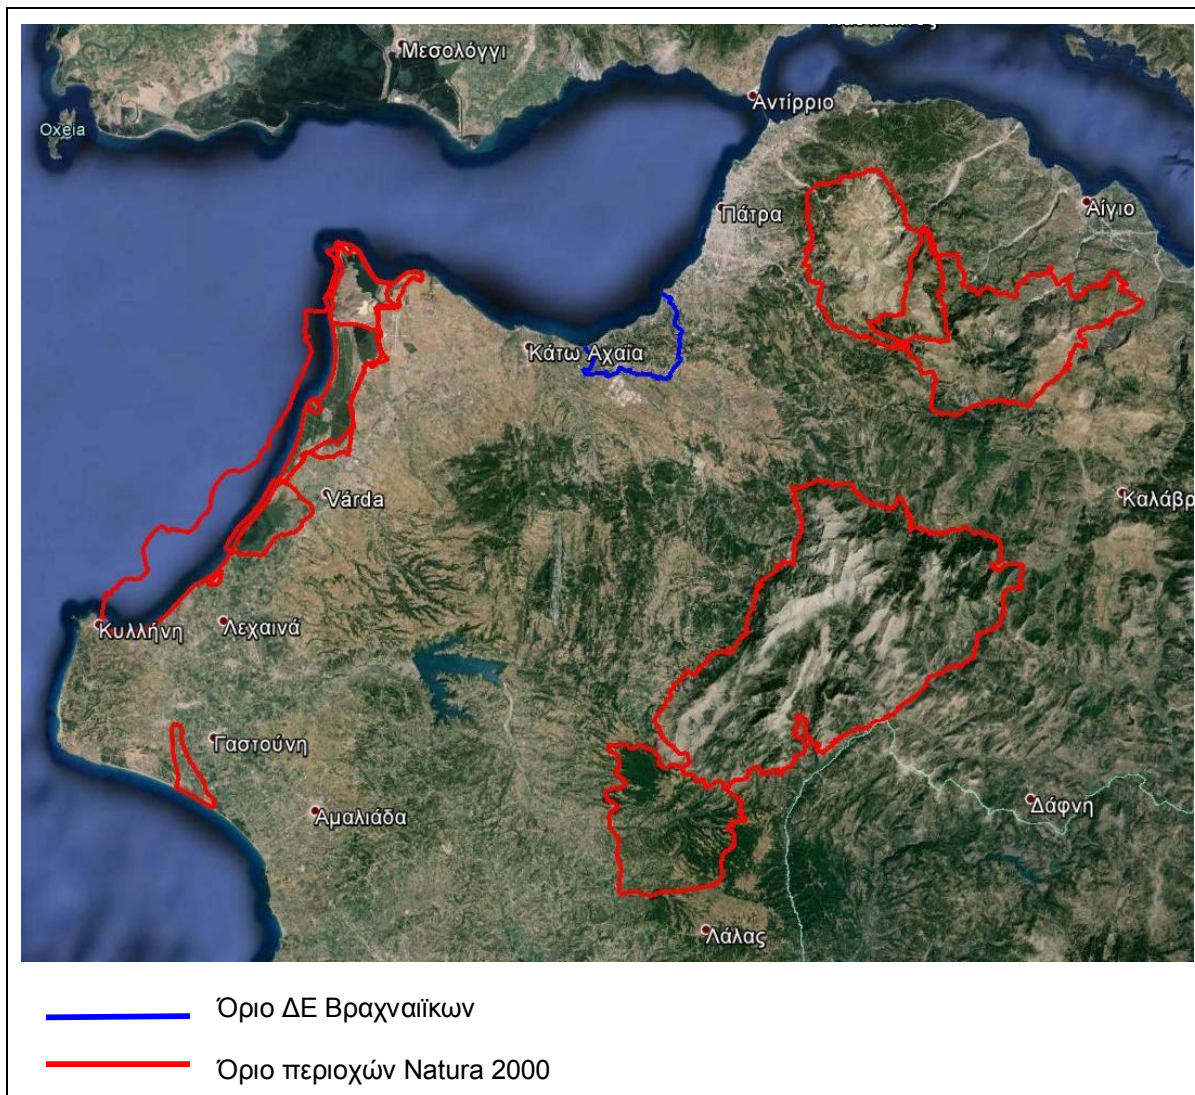 Μεσολόγγι
Αντίρριο
Oxeia
Πάτρα
Αίγιο
Κάτω Αχαΐα
Várda
Καλάβρ
Κυλλήνη
Λεχαινά
Γαστούνη
Αμαλιάδα
Δάφνη
Λάλας
Όριο ΔΕ Βραχναιϊκων
Όριο περιοχών Natura 2000